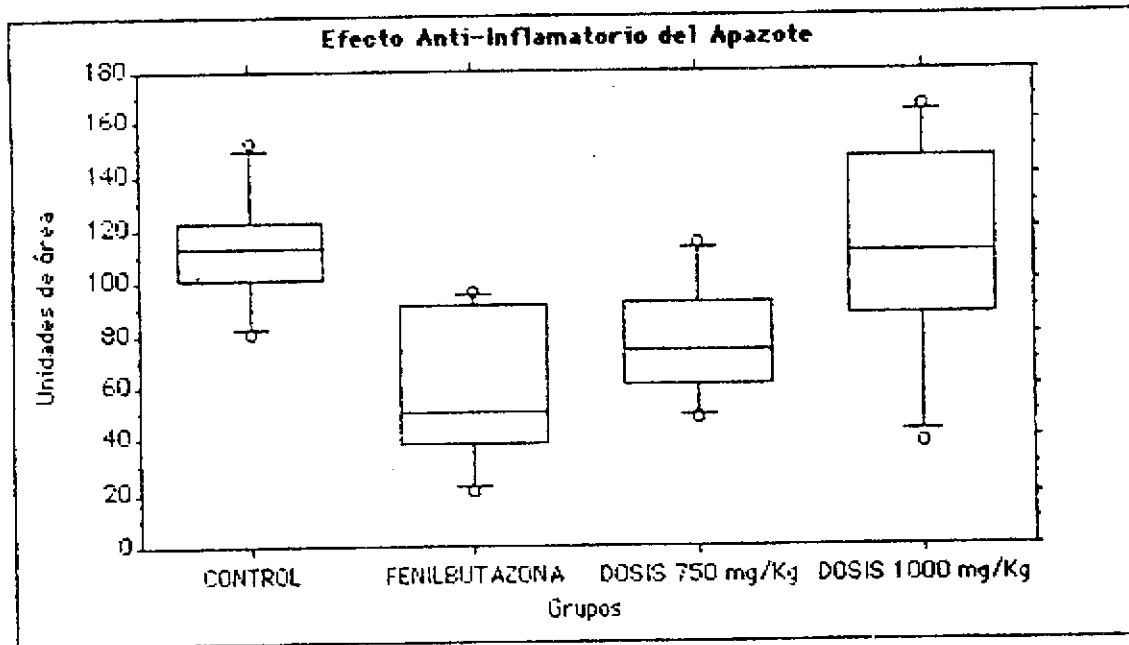 Efecto Anti-Inflamatorio del Apazote
180
160
140
120
100
80
60
40
20
0
Unidades de área
CONTROL
FENILBUTAZONA
DOSIS 750 mg/Kg
DOSIS 1000 mg/Kg
Grupos